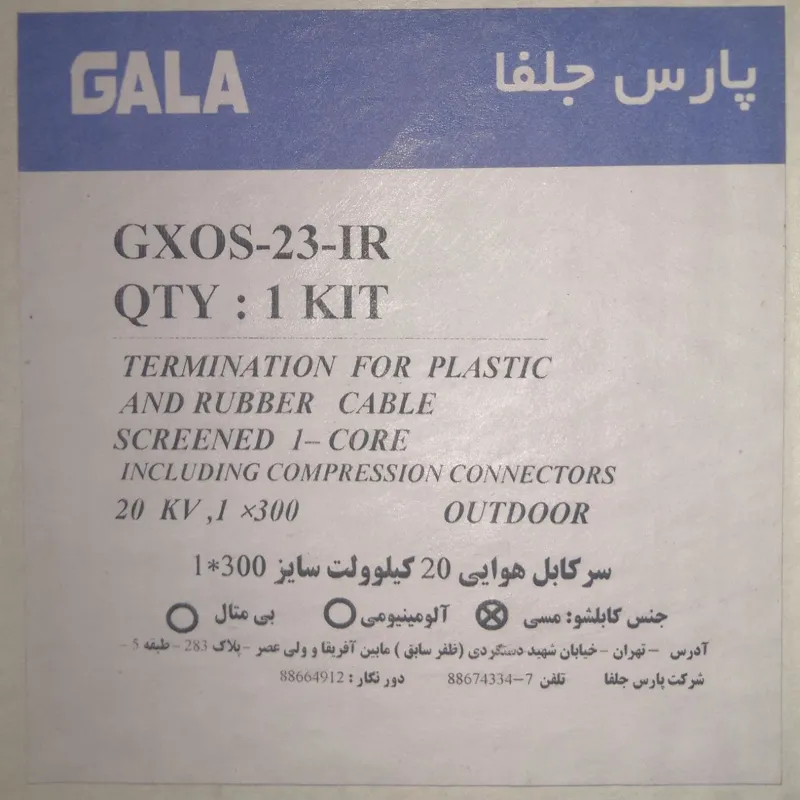 GALA پارس جلفا
GXOS-23-IR
QTY : 1 KIT
TERMINATION FOR PLASTIC
AND RUBBER CABLE
SCREENED 1– CORE
INCLUDING COMPRESSION CONNECTORS
20 KV ,1 ×300 OUTDOOR
سرکابل هوایی 20 کیلوولت سایز 300*1
جنس کابلشو: مسی ⊗ آلومینیومی ○ بی متال ○
آدرس – تهران – خیابان شهید دستگردی (ظفر سابق ) مابین آفریقا و ولی عصر – پلاک 283 – طبقه 5 –
شرکت پارس جلفا تلفن 7–88674334 دور نگار : 88664912